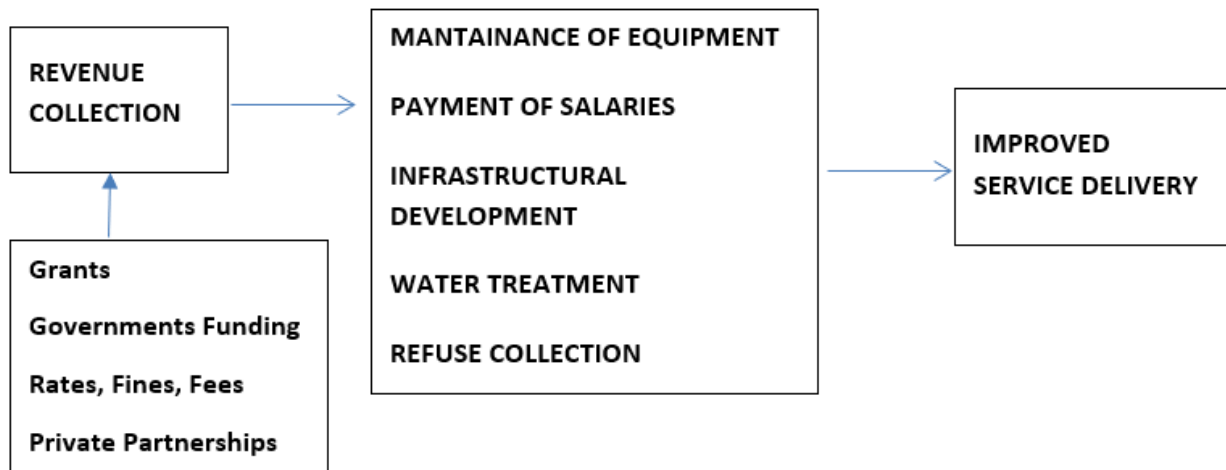 REVENUE
COLLECTION
Grants
Governments Funding
Rates, Fines, Fees
Private Partnerships
MANTAINANCE OF EQUIPMENT
PAYMENT OF SALARIES
INFRASTRUCTURAL
DEVELOPMENT
WATER TREATMENT
REFUSE COLLECTION
IMPROVED
SERVICE DELIVERY